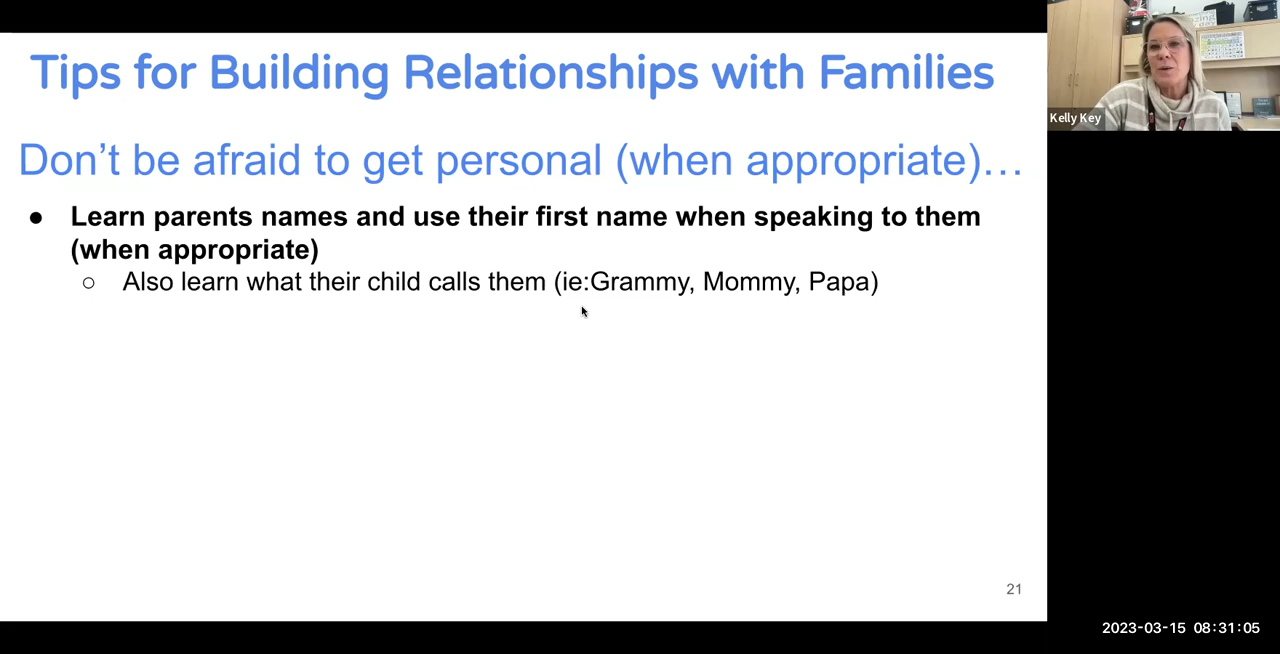 Tips for Building Relationships with Families
Don’t be afraid to get personal (when appropriate)…
● Learn parents names and use their first name when speaking to them
(when appropriate)
○ Also learn what their child calls them (ie:Grammy, Mommy, Papa)
21
Kelly Key
2023-03-15 08:31:05